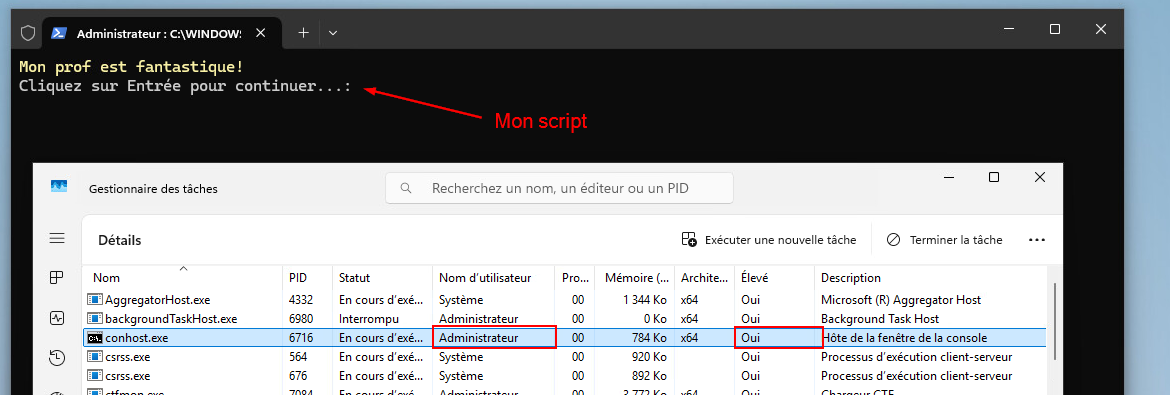 Administrateur : C:\WINDOWS
Mon prof est fantastique!
Cliquez sur Entrée pour continuer...:
Mon script
Gestionnaire des tâches
Recherchez un nom, un éditeur ou un PID
Détails
Exécuter une nouvelle tâche
Terminer la tâche
Nom PID Statut Nom d'utilisateur Pro... Mémoire (... Archite... Élevé Description
AggregatorHost.exe 4332 En cours d'exé... Système 00 1 344 Ko x64 Oui Microsoft (R) Aggregator Host
backgroundTaskHost.exe 6980 Interrompu Administrateur 00 0 Ko x64 Oui Background Task Host
conhost.exe 6716 En cours d'exé... Administrateur 00 784 Ko x64 Oui Hôte de la fenêtre de la console
csrss.exe 564 En cours d'exé... Système 00 920 Ko Oui Processus d'exécution client-serveur
csrss.exe 676 En cours d'exé... Système 00 892 Ko Oui Processus d'exécution client-serveur
ctfmon.exe 7084 En cours d'exé... Administrateur 00 3 772 Ko x64 Oui Chargeur CTF